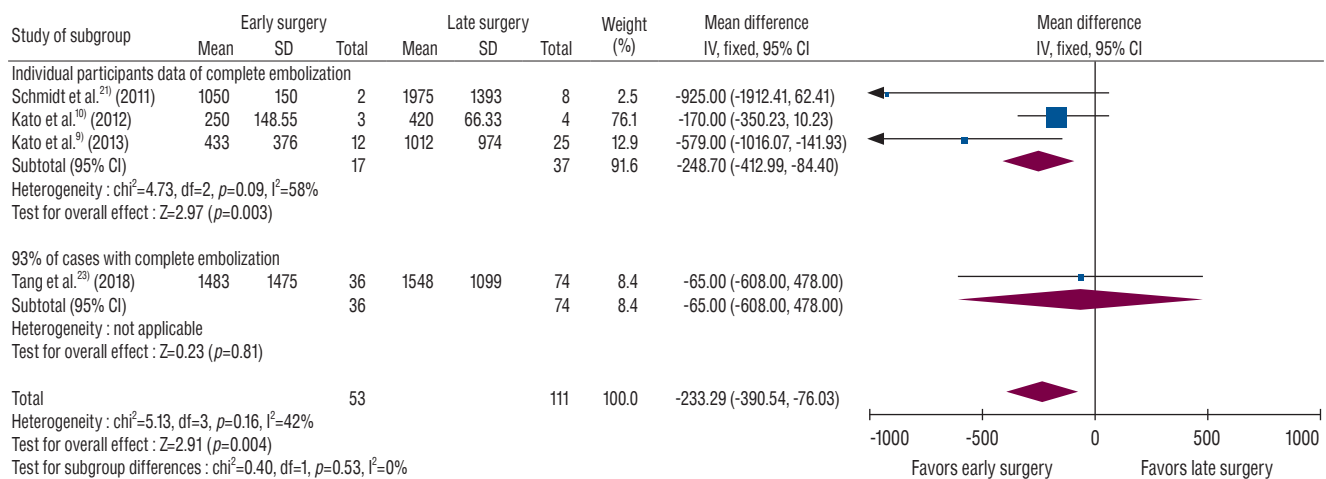 Study of subgroup Early surgery Late surgery Weight (%) Mean difference IV, fixed, 95% CI Mean difference IV, fixed, 95% CI
Mean SD Total Mean SD Total
Individual participants data of complete embolization
Schmidt et al.21) (2011) 1050 150 2 1975 1393 8 2.5 -925.00 (-1912.41, 62.41)
Kato et al.10) (2012) 250 148.55 3 420 66.33 4 76.1 -170.00 (-350.23, 10.23)
Kato et al.9) (2013) 433 376 12 1012 974 25 12.9 -579.00 (-1016.07, -141.93)
Subtotal (95% CI) 17 37 91.6 -248.70 (-412.99, -84.40)
Heterogeneity : chi2=4.73, df=2, p=0.09, I2=58%
Test for overall effect : Z=2.97 (p=0.003)
93% of cases with complete embolization
Tang et al.23) (2018) 1483 1475 36 1548 1099 74 8.4 -65.00 (-608.00, 478.00)
Subtotal (95% CI) 36 74 8.4 -65.00 (-608.00, 478.00)
Heterogeneity : not applicable
Test for overall effect : Z=0.23 (p=0.81)
Total 53 111 100.0 -233.29 (-390.54, -76.03)
Heterogeneity : chi2=5.13, df=3, p=0.16, I2=42%
Test for overall effect : Z=2.91 (p=0.004)
Test for subgroup differences : chi2=0.40, df=1, p=0.53, I2=0%
-1000 -500 0 500 1000
Favors early surgery Favors late surgery